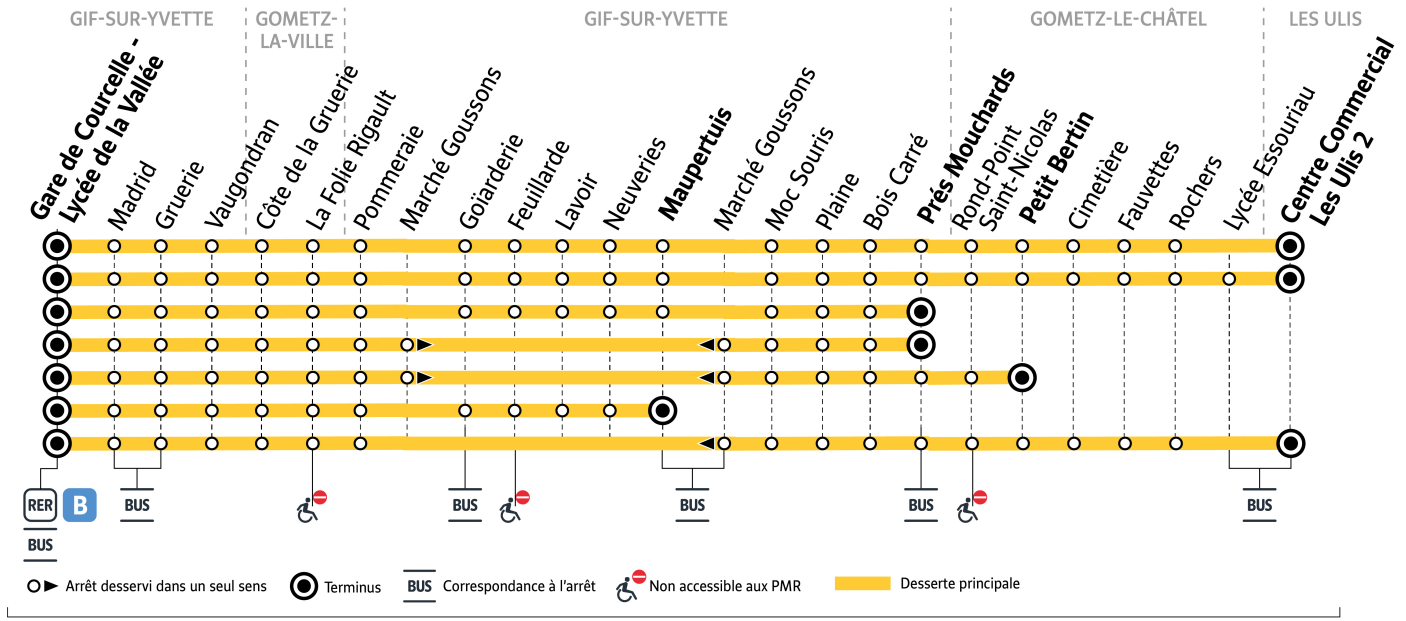 GIF-SUR-YVETTE
GOMETZ-
LA-VILLE
GIF-SUR-YVETTE
GOMETZ-LE-CHÂTEL
LES ULIS
Gare de Courcelle -
Lycée de la Vallée
Madrid
Gruerie
Vaugondran
Côte de la Gruerie
La Folie Rigault
Pommeraie
Marché Goussons
Goïarderie
Feuillarde
Lavoir
Neuveries
Maupertuis
Marché Goussons
Moc Souris
Plaine
Bois Carré
Prés Mouchards
Rond-Point
Saint-Nicolas
Petit Bertin
Cimetière
Fauvettes
Rochers
Lycée Essouriau
Centre Commercial
Les Ulis 2
RER B
BUS
BUS
BUS
BUS
BUS
BUS
Arrêt desservi dans un seul sens
Terminus
BUS
Correspondance à l'arrêt
Non accessible aux PMR
Desserte principale